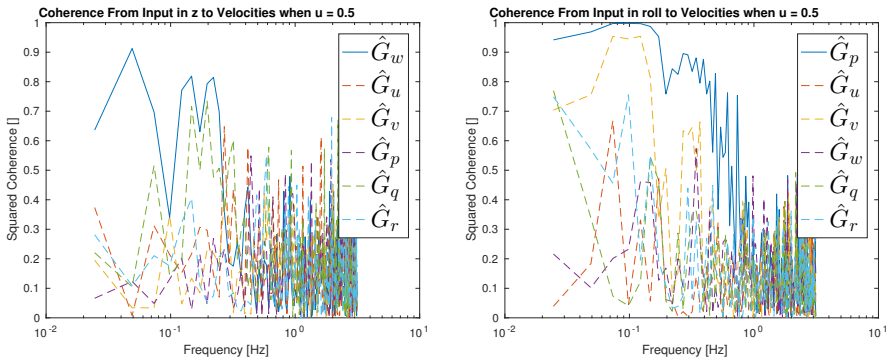 Coherence From Input in z to Velocities when u = 0.5
Squared Coherence []
1
0.9
0.8
0.7
0.6
0.5
0.4
0.3
0.2
0.1
0
10^-2
10^-1
10^0
10^1
Frequency [Hz]
Ĝ_w
Ĝ_u
Ĝ_v
Ĝ_p
Ĝ_q
Ĝ_r
Coherence From Input in roll to Velocities when u = 0.5
Squared Coherence []
1
0.9
0.8
0.7
0.6
0.5
0.4
0.3
0.2
0.1
0
10^-2
10^-1
10^0
10^1
Frequency [Hz]
Ĝ_p
Ĝ_u
Ĝ_v
Ĝ_w
Ĝ_q
Ĝ_r